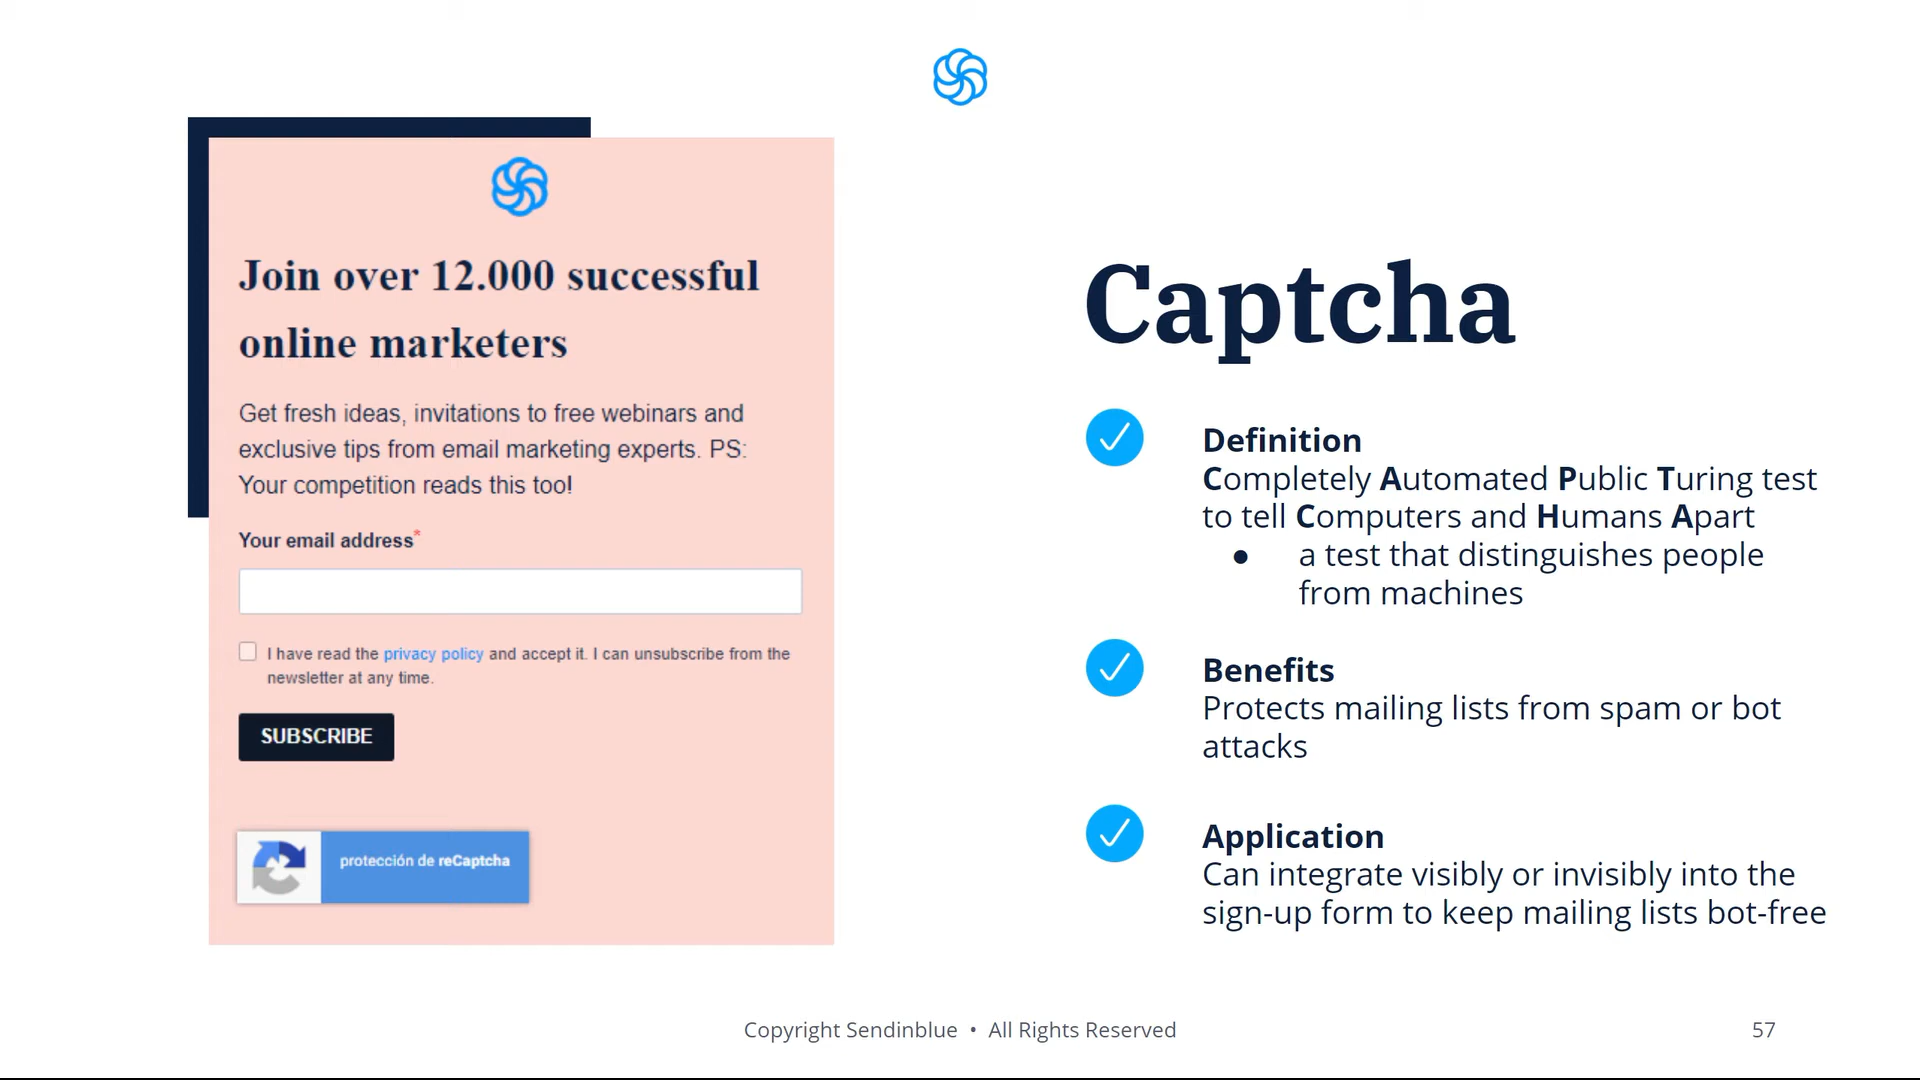 Join over 12.000 successful
online marketers
Get fresh ideas, invitations to free webinars and
exclusive tips from email marketing experts. PS:
Your competition reads this too!
Your email address*
I have read the privacy policy and accept it. I can unsubscribe from the
newsletter at any time.
SUBSCRIBE
protección de reCaptcha
Captcha
Definition
Completely Automated Public Turing test
to tell Computers and Humans Apart
● a test that distinguishes people
from machines
Benefits
Protects mailing lists from spam or bot
attacks
Application
Can integrate visibly or invisibly into the
sign-up form to keep mailing lists bot-free
Copyright Sendinblue • All Rights Reserved
57